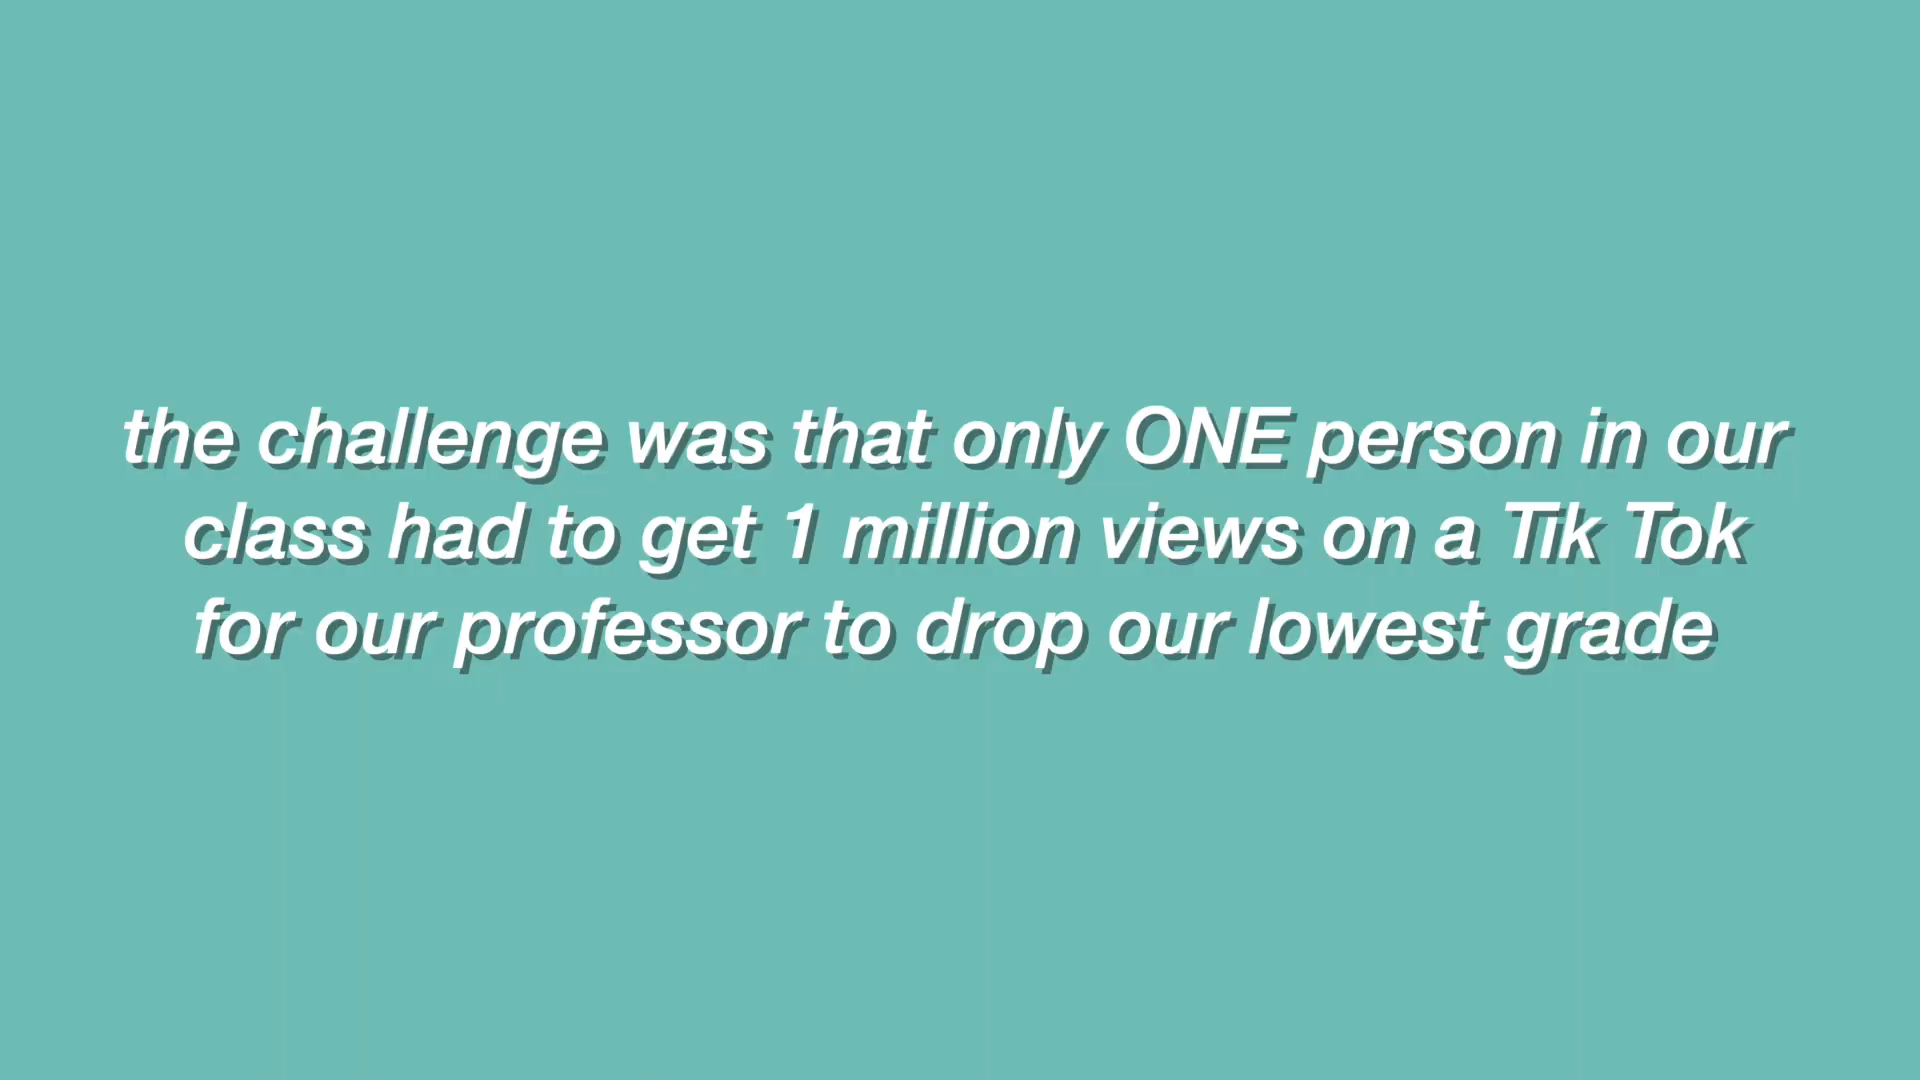 the challenge was that only ONE person in our
class had to get 1 million views on a Tik Tok
for our professor to drop our lowest grade